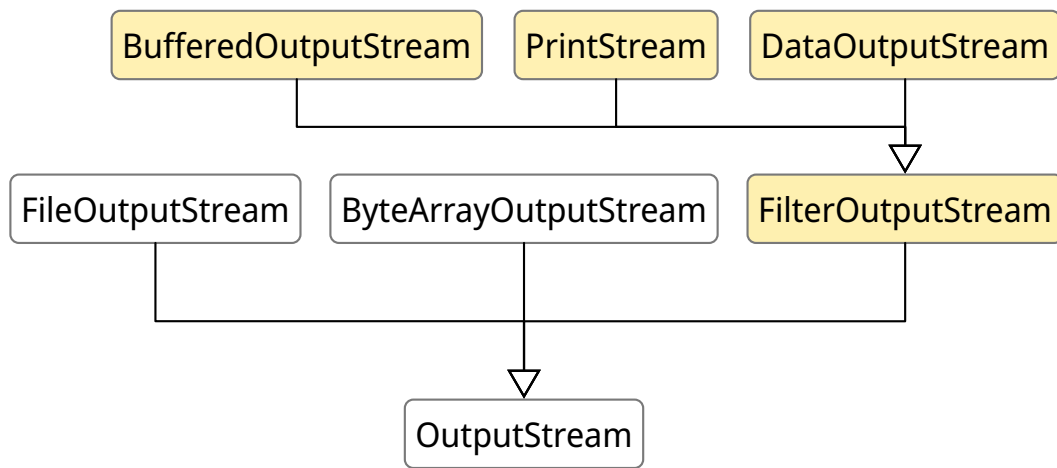 BufferedOutputStream
PrintStream
DataOutputStream
FileOutputStream
ByteArrayOutputStream
FilterOutputStream
OutputStream